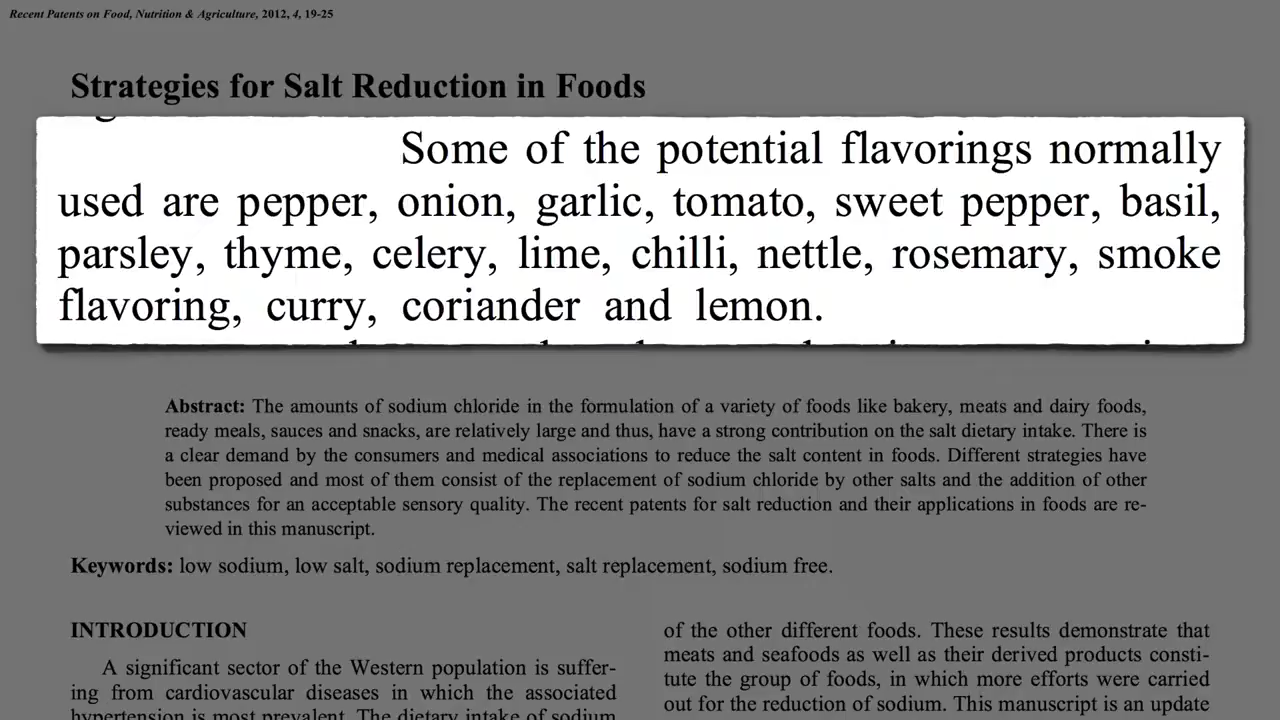 Recent Patents on Food, Nutrition & Agriculture, 2012, 4, 19-25
Strategies for Salt Reduction in Foods
Some of the potential flavorings normally
used are pepper, onion, garlic, tomato, sweet pepper, basil,
parsley, thyme, celery, lime, chilli, nettle, rosemary, smoke
flavoring, curry, coriander and lemon.
Abstract: The amounts of sodium chloride in the formulation of a variety of foods like bakery, meats and dairy foods,
ready meals, sauces and snacks, are relatively large and thus, have a strong contribution on the salt dietary intake. There is
a clear demand by the consumers and medical associations to reduce the salt content in foods. Different strategies have
been proposed and most of them consist of the replacement of sodium chloride by other salts and the addition of other
substances for an acceptable sensory quality. The recent patents for salt reduction and their applications in foods are re-
viewed in this manuscript.
Keywords: low sodium, low salt, sodium replacement, salt replacement, sodium free.
INTRODUCTION
A significant sector of the Western population is suffer-
ing from cardiovascular diseases in which the associated
hypertension is most prevalent. The dietary intake of sodium
of the other different foods. These results demonstrate that
meats and seafoods as well as their derived products consti-
tute the group of foods, in which more efforts were carried
out for the reduction of sodium. This manuscript is an update